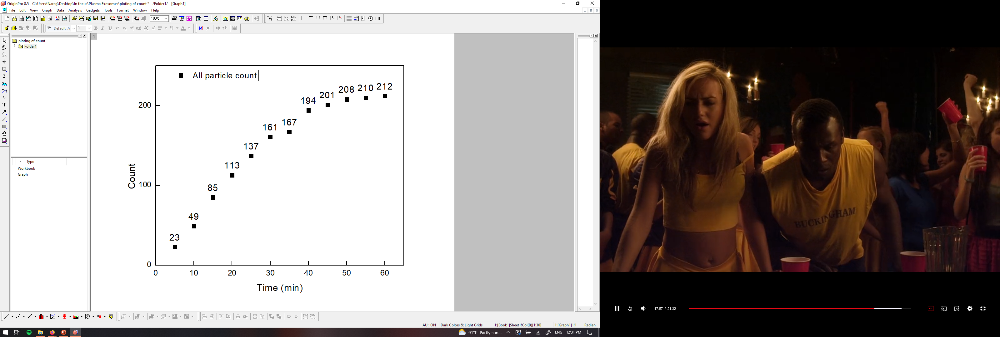 OriginPro 8.5 - C:\Users\Nareg\Desktop\In focus\Plasma Exosomes\ploting of count * - /Folder1/ - [Graph1]
File Edit View Graph Data Analysis Gadgets Tools Format Window Help
100%
Default: A 0 B I U
ploting of count
Folder1
Type
Workbook
Graph
1
All particle count
23
49
85
113
137
161
167
194
201
208
210
212
200
100
0
Count
0 10 20 30 40 50 60
Time (min)
AU : ON Dark Colors & Light Grids 1:[Book1]Sheet1!Col(B)[1:30] 1:[Graph1]1!1 Radian
91°F Partly sun... ENG 12:31 PM
BUCKINGHAM
17:57 / 21:32
CC
10
10